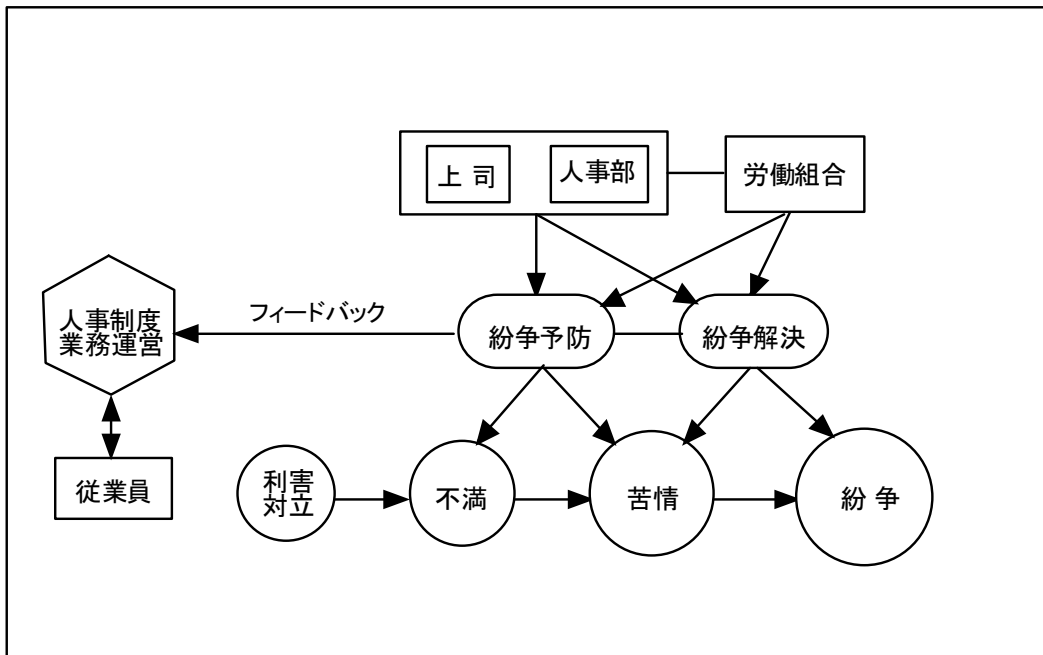 上 司
人事部
労働組合
人事制度
業務運営
フィードバック
紛争予防
紛争解決
従業員
利害
対立
不満
苦情
紛 争